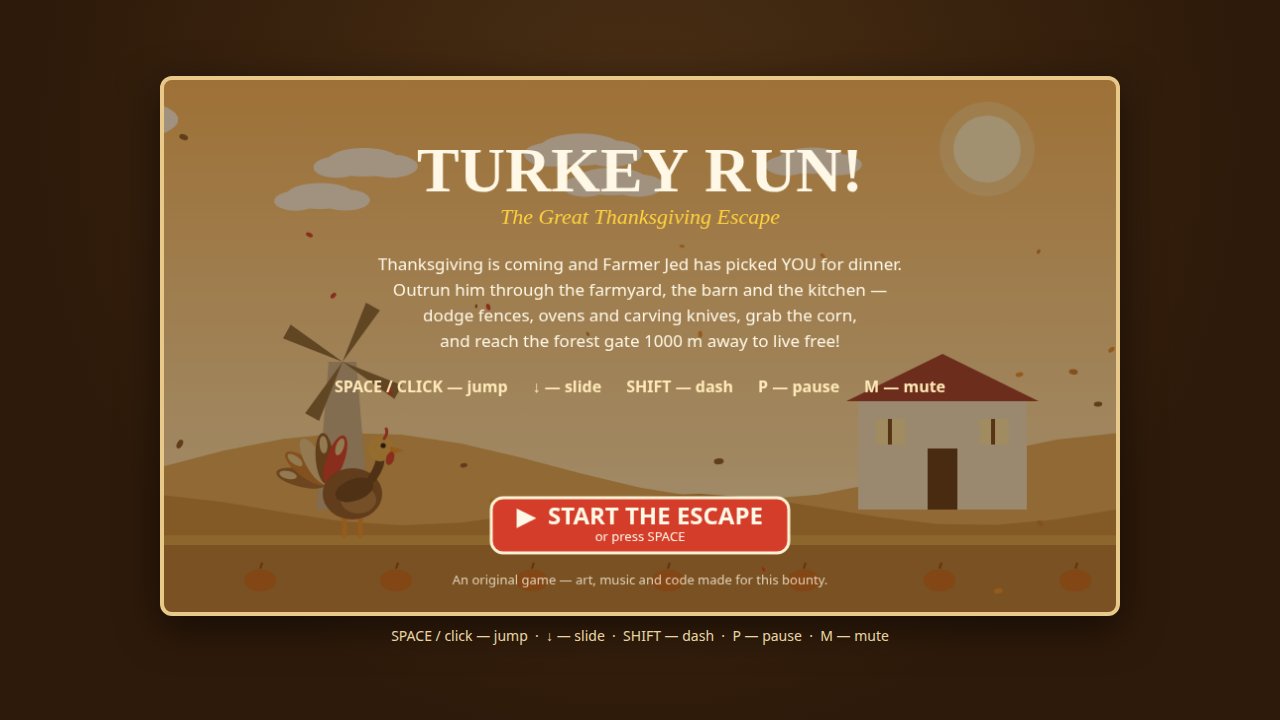 TURKEY RUN!
The Great Thanksgiving Escape
Thanksgiving is coming and Farmer Jed has picked YOU for dinner.
Outrun him through the farmyard, the barn and the kitchen —
dodge fences, ovens and carving knives, grab the corn,
and reach the forest gate 1000 m away to live free!
SPACE / CLICK — jump ↓ — slide SHIFT — dash P — pause M — mute
▶ START THE ESCAPE
or press SPACE
An original game — art, music and code made for this bounty.
SPACE / click — jump · ↓ — slide · SHIFT — dash · P — pause · M — mute